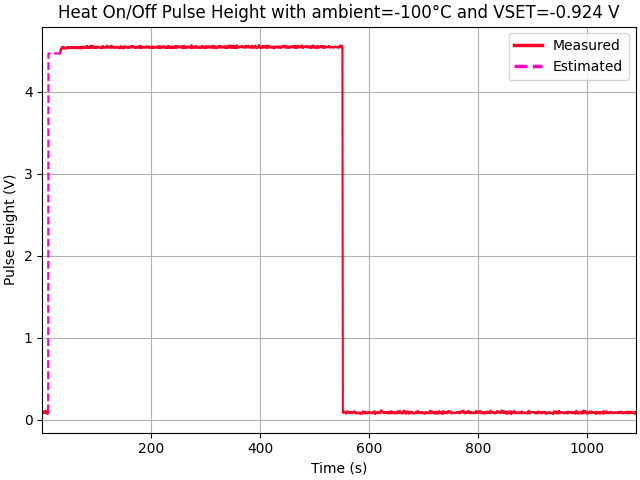 Heat On/Off Pulse Height with ambient=-100°C and VSET=-0.924 V
Measured
Estimated
Pulse Height (V)
4
3
2
1
0
200 400 600 800 1000
Time (s)